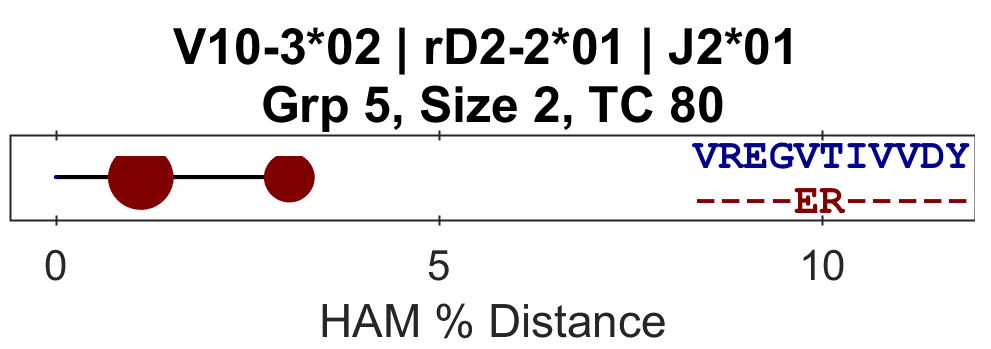 V10-3*02 | rD2-2*01 | J2*01
Grp 5, Size 2, TC 80
VREGVTIVVDY
----ER-----
0 5 10
HAM % Distance